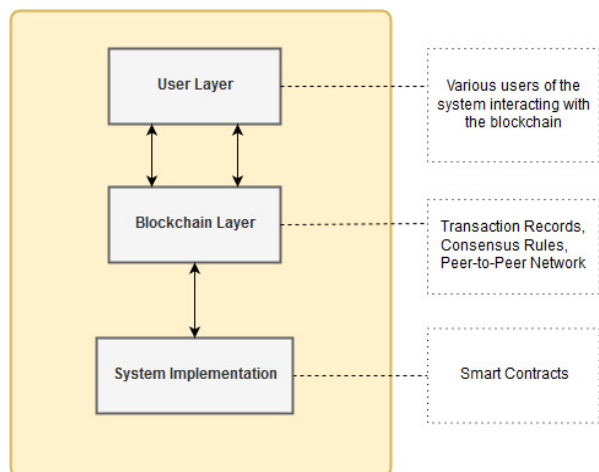 User Layer
Various users of the
system interacting with
the blockchain
Blockchain Layer
Transaction Records,
Consensus Rules,
Peer-to-Peer Network
System Implementation
Smart Contracts